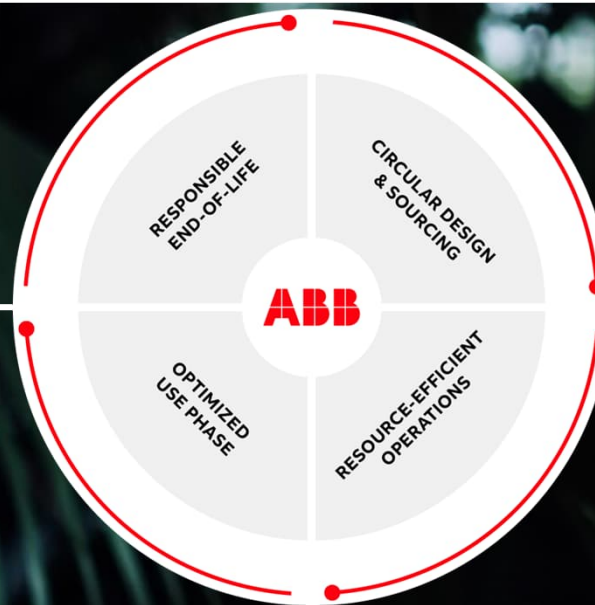 RESPONSIBLE
END-OF-LIFE
CIRCULAR DESIGN
& SOURCING
ABB
OPTIMIZED
USE PHASE
RESOURCE-EFFICIENT
OPERATIONS